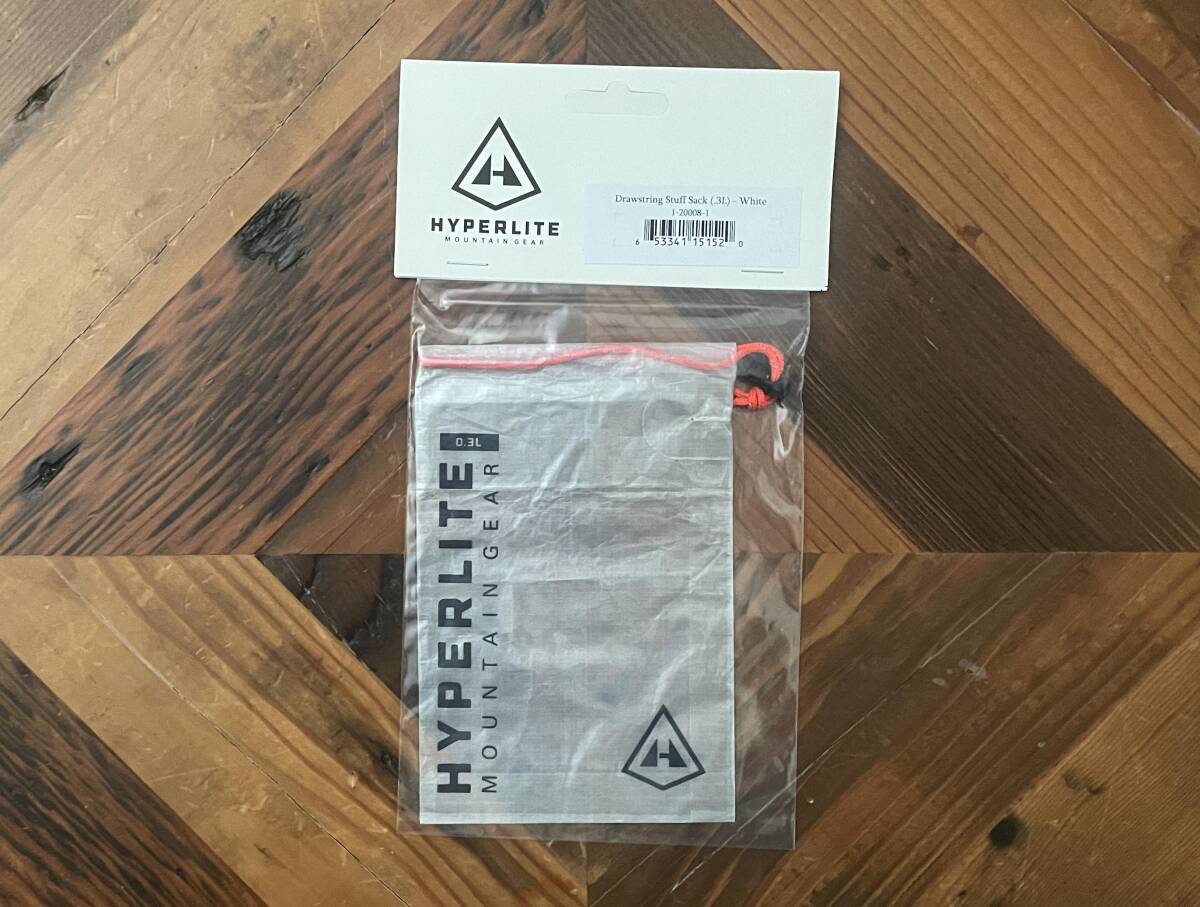 HYPERLITE
MOUNTAIN GEAR
Drawstring Stuff Sack (.3L) – White
1-20008-1
6 53341 15152 0
0.3L
HYPERLITE
MOUNTAIN GEAR